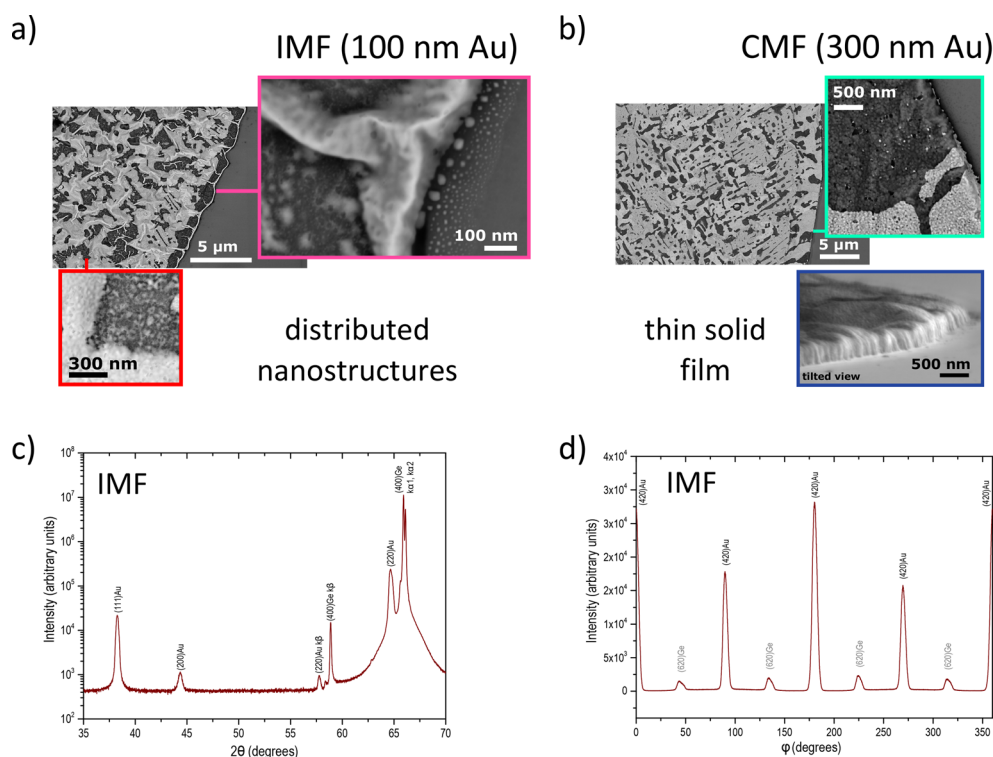 a)
IMF (100 nm Au)
5 µm
100 nm
300 nm
distributed
nanostructures
b)
CMF (300 nm Au)
500 nm
5 µm
thin solid
film
tilted view
500 nm
c)
IMF
Intensity (arbitrary units)
10⁸
10⁷
10⁶
10⁵
10⁴
10³
10²
(111)Au
(200)Au
(220)Au kβ
(400)Ge kβ
(220)Au
(400)Ge
kα1, kα2
35 40 45 50 55 60 65 70
2θ (degrees)
d)
IMF
Intensity (arbitrary units)
4x10⁴
3x10⁴
3x10⁴
2x10⁴
2x10⁴
1x10⁴
5x10³
0
(420)Au
(620)Ge
(420)Au
(620)Ge
(420)Au
(620)Ge
(420)Au
(620)Ge
(420)Au
0 50 100 150 200 250 300 350
φ (degrees)